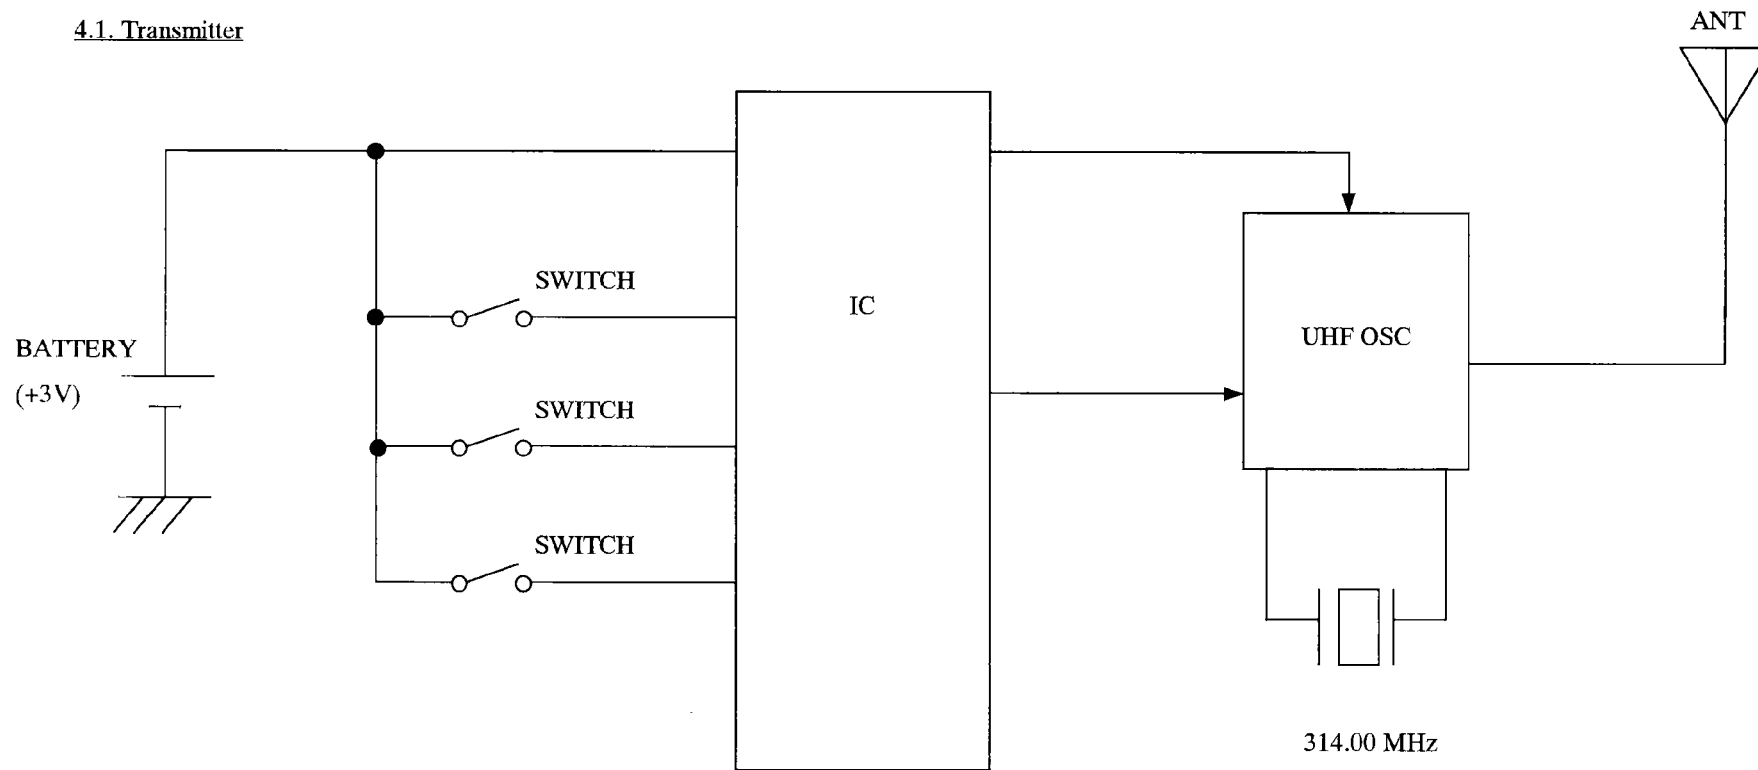 4.1. Transmitter
ANT
SWITCH
IC
UHF OSC
BATTERY
(+3V)
SWITCH
SWITCH
314.00 MHz